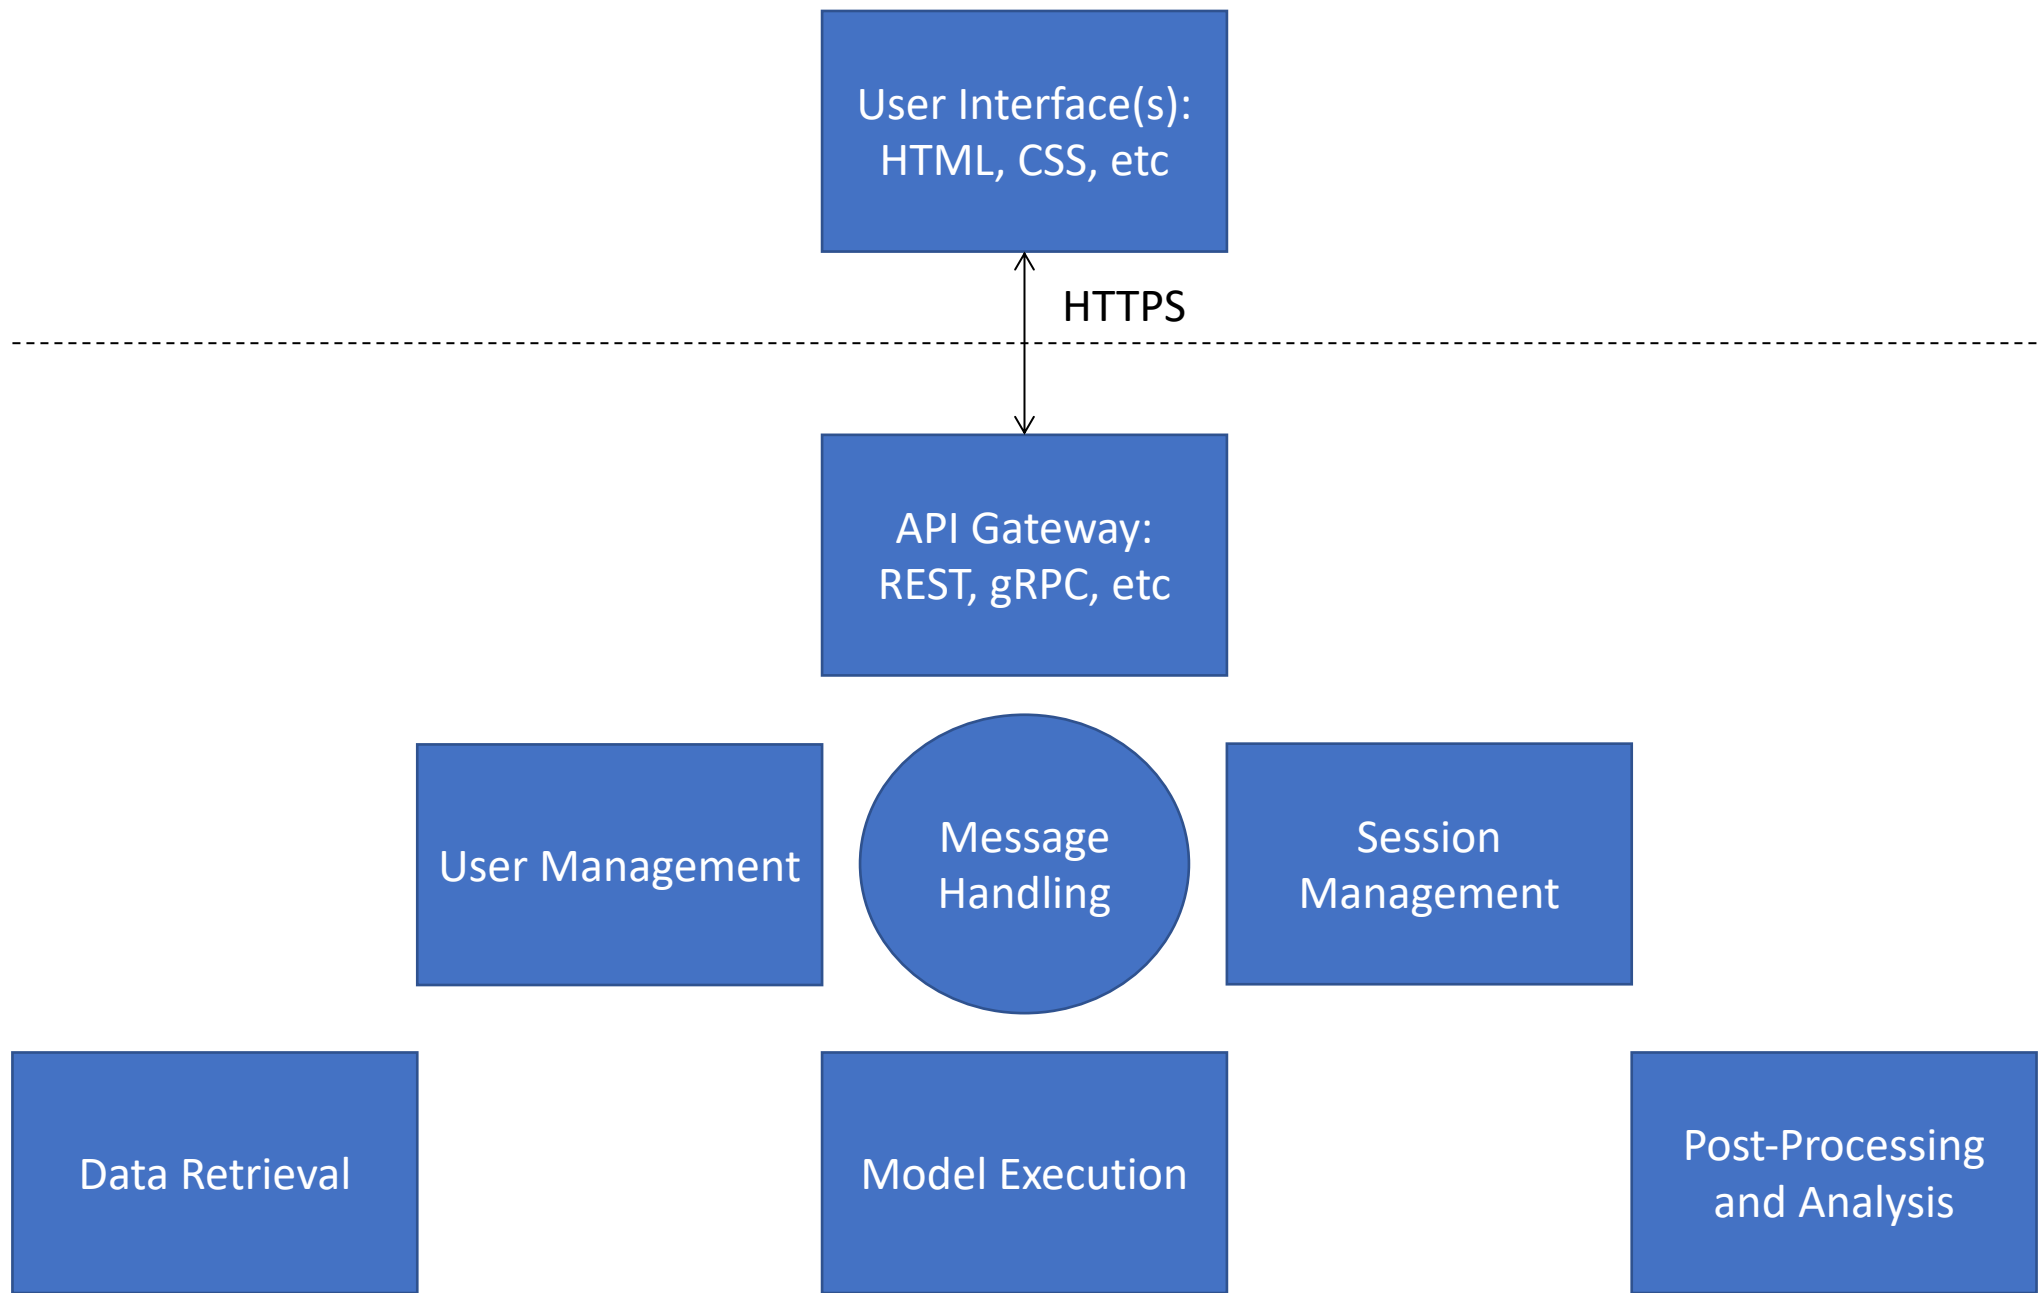 User Interface(s):
HTML, CSS, etc
HTTPS
API Gateway:
REST, gRPC, etc
User Management
Message
Handling
Session
Management
Data Retrieval
Model Execution
Post-Processing
and Analysis